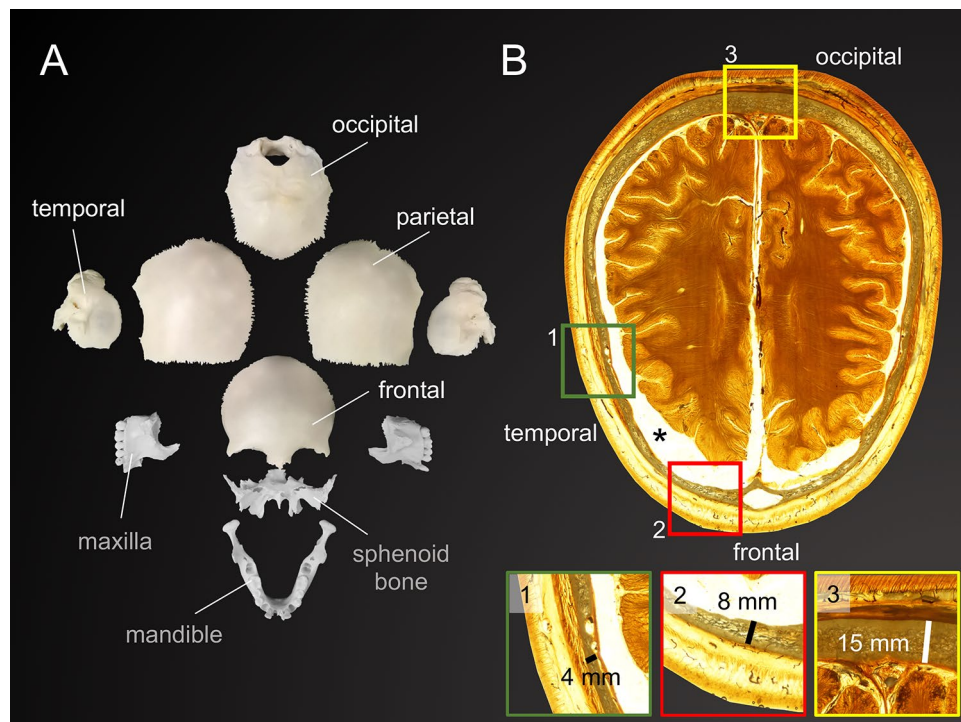 A
occipital
temporal
parietal
frontal
maxilla
sphenoid
bone
mandible
B
3
occipital
1
temporal
*
2
frontal
1
4 mm
2
8 mm
3
15 mm